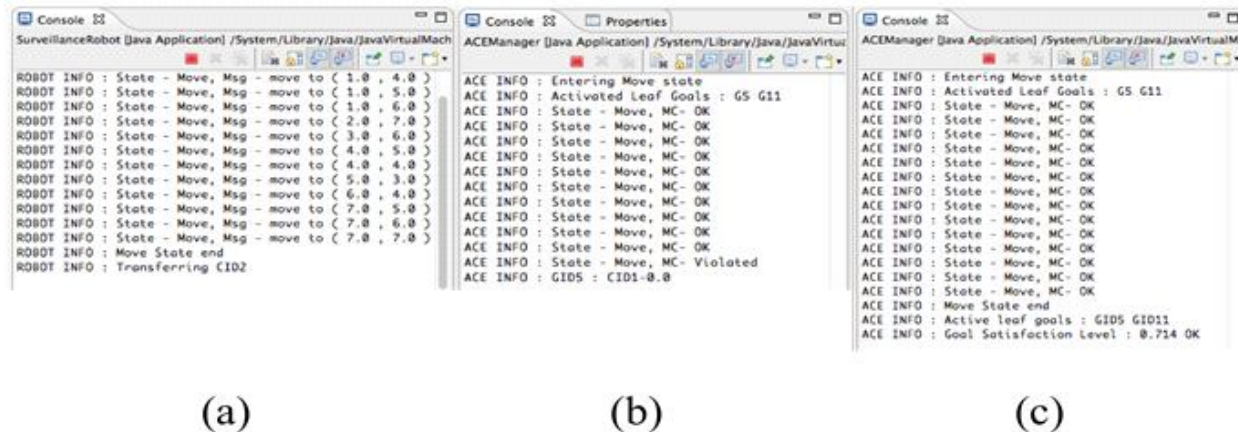 Console
SurveillanceRobot [Java Application] /System/Library/Java/JavaVirtualMach
ROBOT INFO : State - Move, Msg - move to ( 1.0 , 4.0 )
ROBOT INFO : State - Move, Msg - move to ( 1.0 , 5.0 )
ROBOT INFO : State - Move, Msg - move to ( 1.0 , 6.0 )
ROBOT INFO : State - Move, Msg - move to ( 2.0 , 7.0 )
ROBOT INFO : State - Move, Msg - move to ( 3.0 , 6.0 )
ROBOT INFO : State - Move, Msg - move to ( 4.0 , 5.0 )
ROBOT INFO : State - Move, Msg - move to ( 4.0 , 4.0 )
ROBOT INFO : State - Move, Msg - move to ( 5.0 , 3.0 )
ROBOT INFO : State - Move, Msg - move to ( 6.0 , 4.0 )
ROBOT INFO : State - Move, Msg - move to ( 7.0 , 5.0 )
ROBOT INFO : State - Move, Msg - move to ( 7.0 , 6.0 )
ROBOT INFO : State - Move, Msg - move to ( 7.0 , 7.0 )
ROBOT INFO : Move State end
ROBOT INFO : Transferring CID2
(a)
Console Properties
ACEManager [Java Application] /System/Library/Java/JavaVirtua
ACE INFO : Entering Move state
ACE INFO : Activated Leaf Goals : G5 G11
ACE INFO : State - Move, MC- OK
ACE INFO : State - Move, MC- OK
ACE INFO : State - Move, MC- OK
ACE INFO : State - Move, MC- OK
ACE INFO : State - Move, MC- OK
ACE INFO : State - Move, MC- OK
ACE INFO : State - Move, MC- OK
ACE INFO : State - Move, MC- OK
ACE INFO : State - Move, MC- OK
ACE INFO : State - Move, MC- OK
ACE INFO : State - Move, MC- Violated
ACE INFO : GID5 : CID1-0.0
(b)
Console
ACEManager [Java Application] /System/Library/Java/JavaVirtualM
ACE INFO : Entering Move state
ACE INFO : Activated Leaf Goals : G5 G11
ACE INFO : State - Move, MC- OK
ACE INFO : State - Move, MC- OK
ACE INFO : State - Move, MC- OK
ACE INFO : State - Move, MC- OK
ACE INFO : State - Move, MC- OK
ACE INFO : State - Move, MC- OK
ACE INFO : State - Move, MC- OK
ACE INFO : State - Move, MC- OK
ACE INFO : State - Move, MC- OK
ACE INFO : State - Move, MC- OK
ACE INFO : State - Move, MC- OK
ACE INFO : State - Move, MC- OK
ACE INFO : State - Move, MC- OK
ACE INFO : State - Move, MC- OK
ACE INFO : Move State end
ACE INFO : Active leaf goals : GID5 GID11
ACE INFO : Goal Satisfaction Level : 0.714 OK
(c)